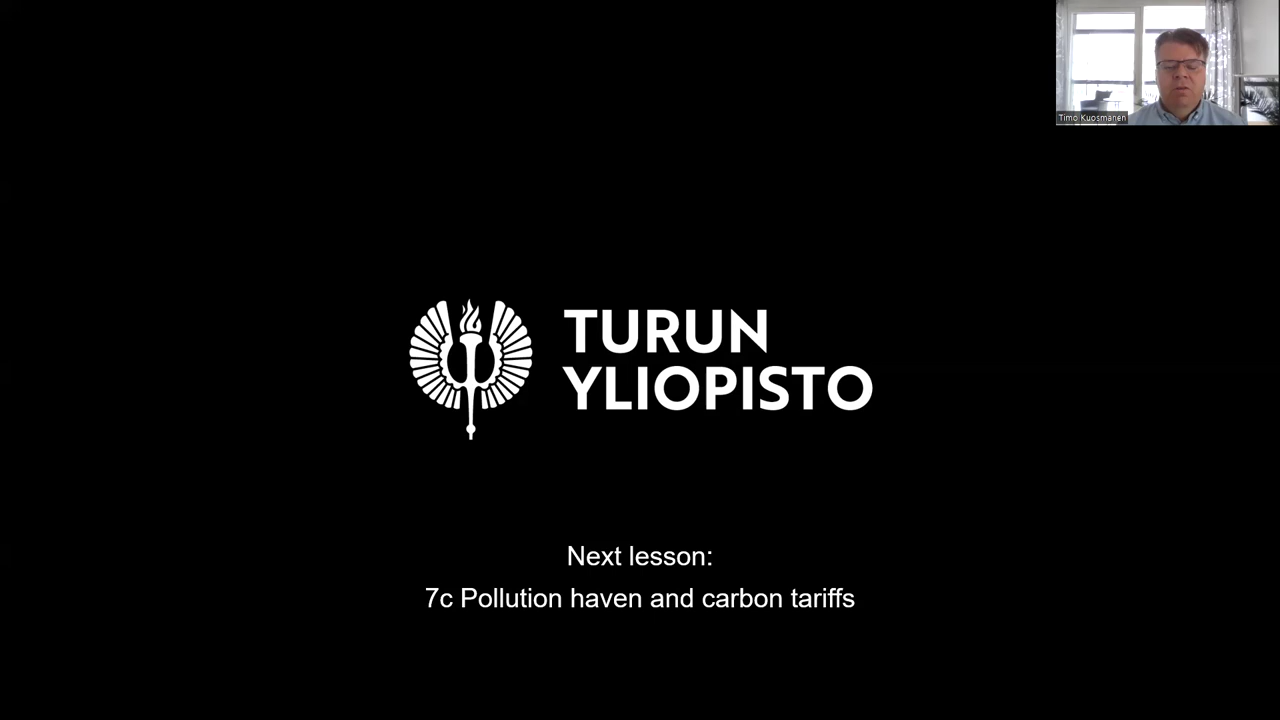 Timo Kuosmanen
TURUN
YLIOPISTO
Next lesson:
7c Pollution haven and carbon tariffs